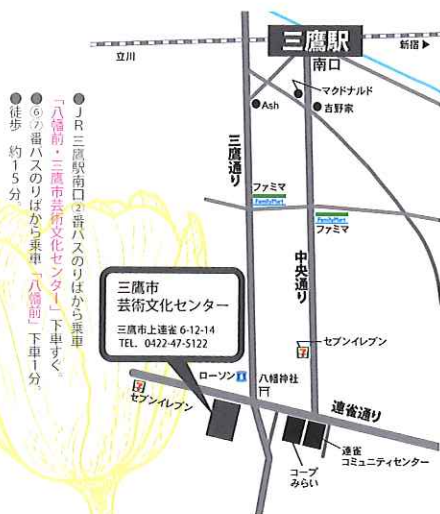 三鷹駅
立川
新宿▶
南口
マクドナルド
●Ash
●吉野家
三鷹通り
ファミマ
FamilyMart
FamilyMart
ファミマ
中央通り
●JR三鷹駅南口②番バスのりばから乗車
「八幡前・三鷹市芸術文化センター」下車すぐ。
●⑥⑦番バスのりばから乗車「八幡前」下車1分。
●徒歩 約15分。
三鷹市
芸術文化センター
三鷹市上連雀 6-12-14
TEL. 0422-47-5122
セブンイレブン
ローソン
八幡神社
セブンイレブン
連雀通り
コープ
みらい
連雀
コミュニティセンター